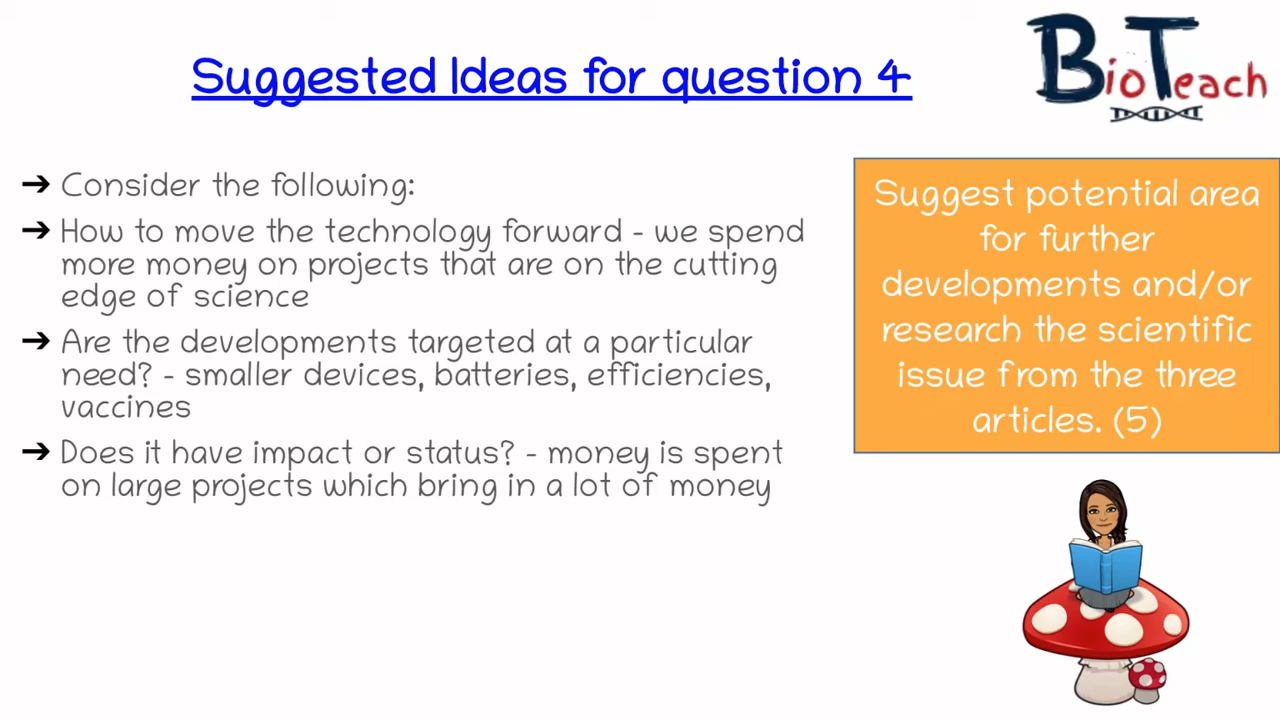 Suggested Ideas for question 4
BioTeach
➔ Consider the following:
➔ How to move the technology forward - we spend
more money on projects that are on the cutting
edge of science
➔ Are the developments targeted at a particular
need? - smaller devices, batteries, efficiencies,
vaccines
➔ Does it have impact or status? - money is spent
on large projects which bring in a lot of money
Suggest potential area
for further
developments and/or
research the scientific
issue from the three
articles. (5)